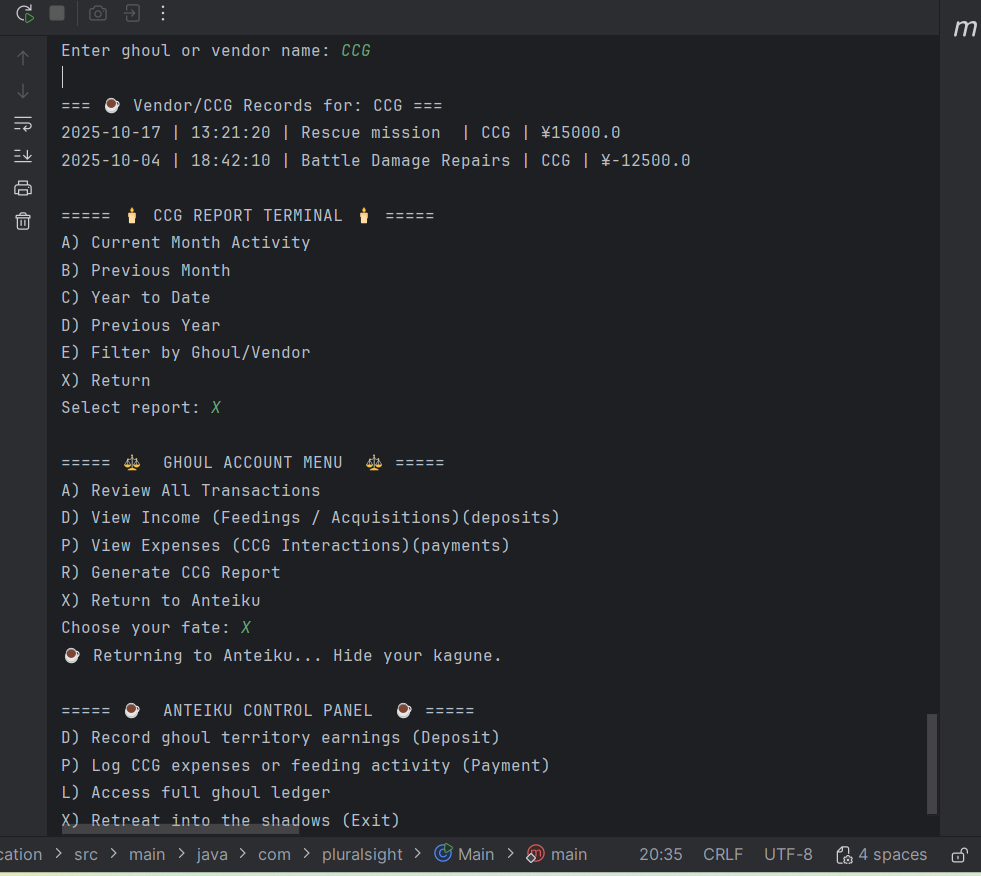 m
Enter ghoul or vendor name: CCG
=== ☕ Vendor/CCG Records for: CCG ===
2025-10-17 | 13:21:20 | Rescue mission  | CCG | ¥15000.0
2025-10-04 | 18:42:10 | Battle Damage Repairs | CCG | ¥-12500.0
===== 🕯 CCG REPORT TERMINAL 🕯 =====
A) Current Month Activity
B) Previous Month
C) Year to Date
D) Previous Year
E) Filter by Ghoul/Vendor
X) Return
Select report: X
===== ⚖  GHOUL ACCOUNT MENU  ⚖ =====
A) Review All Transactions
D) View Income (Feedings / Acquisitions)(deposits)
P) View Expenses (CCG Interactions)(payments)
R) Generate CCG Report
X) Return to Anteiku
Choose your fate: X
☕ Returning to Anteiku... Hide your kagune.
===== ☕  ANTEIKU CONTROL PANEL  ☕ =====
D) Record ghoul territory earnings (Deposit)
P) Log CCG expenses or feeding activity (Payment)
L) Access full ghoul ledger
X) Retreat into the shadows (Exit)
cation > src > main > java > com > pluralsight > Main > m main 20:35 CRLF UTF-8 4 spaces